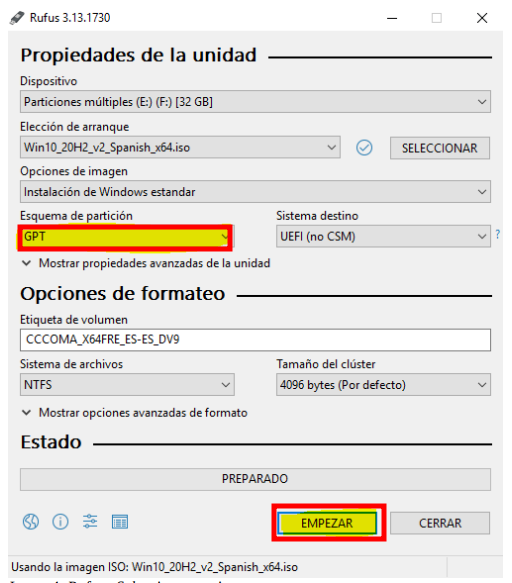 Rufus 3.13.1730
Propiedades de la unidad
Dispositivo
Particiones múltiples (E:) (F:) [32 GB]
Elección de arranque
Win10_20H2_v2_Spanish_x64.iso
SELECCIONAR
Opciones de imagen
Instalación de Windows estandar
Esquema de partición
Sistema destino
GPT
UEFI (no CSM)
?
Mostrar propiedades avanzadas de la unidad
Opciones de formateo
Etiqueta de volumen
CCCOMA_X64FRE_ES-ES_DV9
Sistema de archivos
Tamaño del clúster
NTFS
4096 bytes (Por defecto)
Mostrar opciones avanzadas de formato
Estado
PREPARADO
EMPEZAR
CERRAR
Usando la imagen ISO: Win10_20H2_v2_Spanish_x64.iso